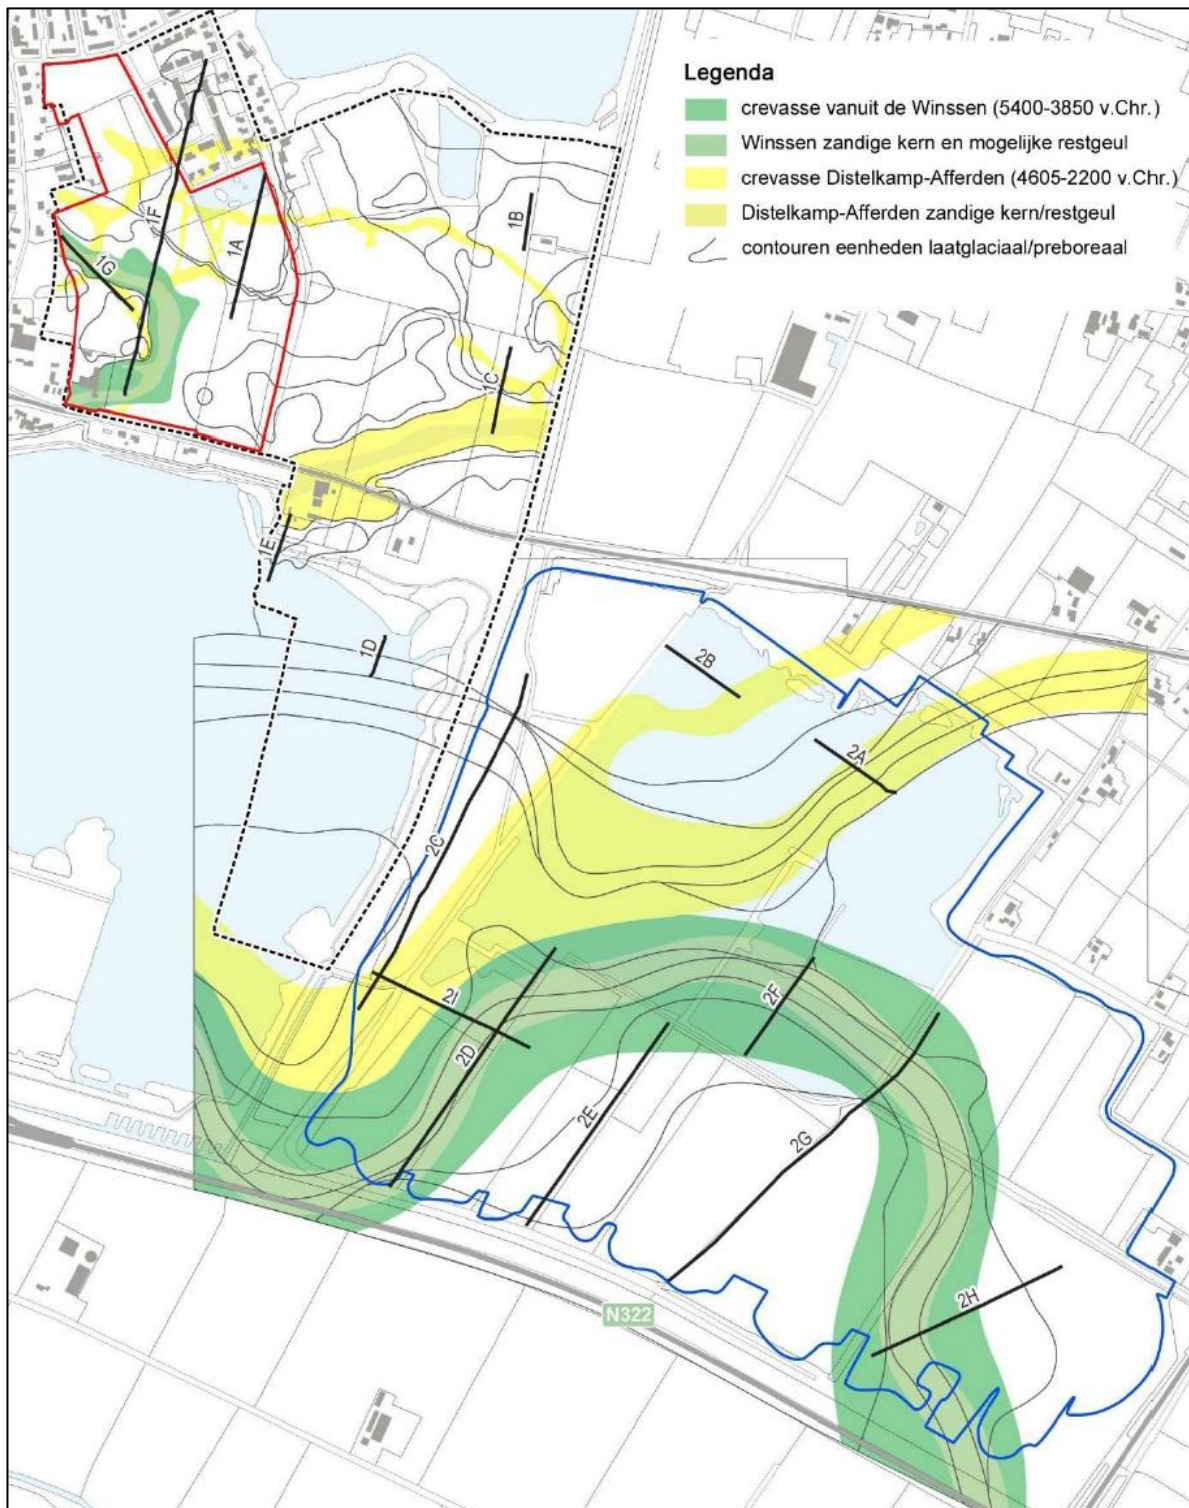 Legenda
crevasse vanuit de Winssen (5400-3850 v.Chr.)
Winssen zandige kern en mogelijke restgeul
crevasse Distelkamp-Afferden (4605-2200 v.Chr.)
Distelkamp-Afferden zandige kern/restgeul
contouren eenheden laatglaciaal/preboreaal
1F
1A
1B
1G
1C
1E
1D
2B
2A
2C
2I
2D
2F
2E
2G
2H
N322